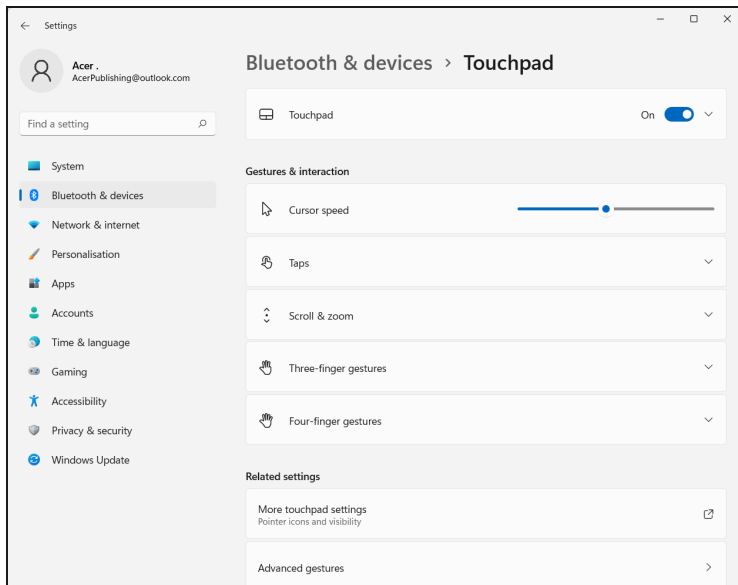 Settings
Acer .
AcerPublishing@outlook.com
Find a setting
System
Bluetooth & devices
Network & internet
Personalisation
Apps
Accounts
Time & language
Gaming
Accessibility
Privacy & security
Windows Update
Bluetooth & devices › Touchpad
Touchpad
On
Gestures & interaction
Cursor speed
Taps
Scroll & zoom
Three-finger gestures
Four-finger gestures
Related settings
More touchpad settings
Pointer icons and visibility
Advanced gestures